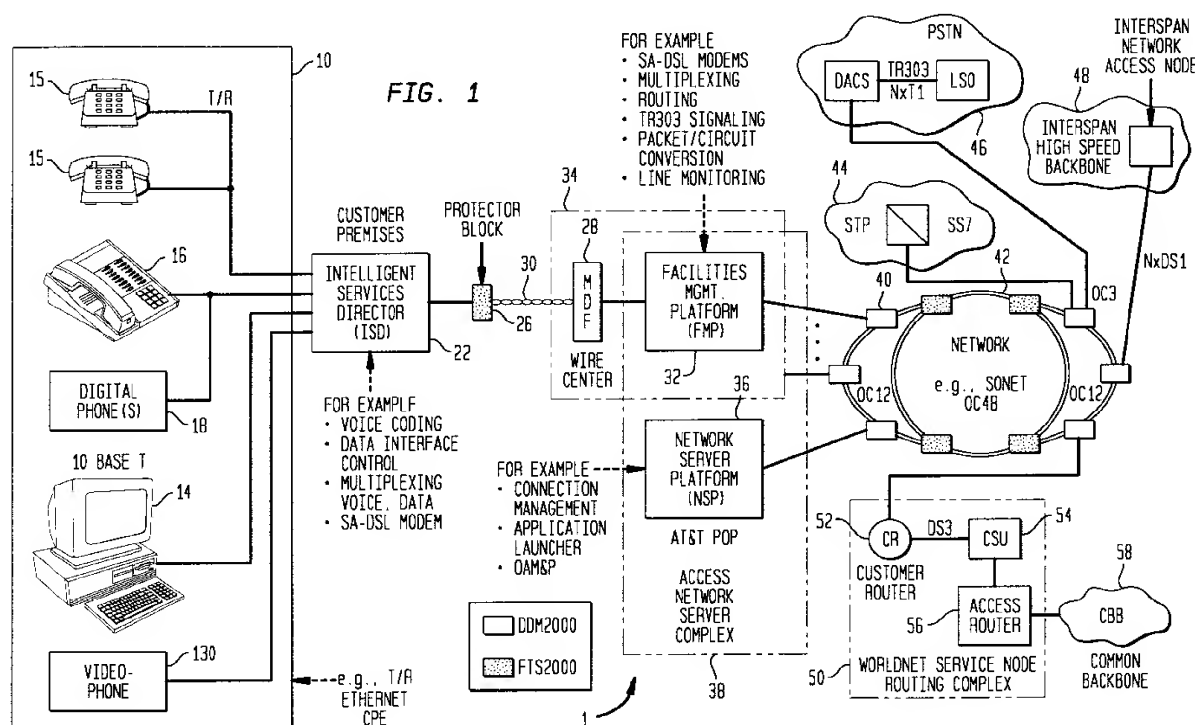 FIG. 1
10
15
T/R
15
16
DIGITAL
PHONE(S)
18
10 BASE T
14
VIDEO-
PHONE
130
e.g., T/R
ETHERNET
CPE
CUSTOMER
PREMISES
INTELLIGENT
SERVICES
DIRECTOR
(ISD)
22
FOR EXAMPLE
• VOICE CODING
• DATA INTERFACE
CONTROL
• MULTIPLEXING
VOICE, DATA
• SA-DSL MODEM
PROTECTOR
BLOCK
26
30
34
28
MDF
WIRE
CENTER
FOR EXAMPLE
• SA-DSL MODEMS
• MULTIPLEXING
• ROUTING
• TR303 SIGNALING
• PACKET/CIRCUIT
CONVERSION
• LINE MONITORING
FACILITIES
MGMT.
PLATFORM
(FMP)
32
36
NETWORK
SERVER
PLATFORM
(NSP)
FOR EXAMPLE
• CONNECTION
MANAGEMENT
• APPLICATION
LAUNCHER
• OAM&P
AT&T POP
ACCESS
NETWORK
SERVER
COMPLEX
38
DDM2000
FTS2000
1
PSTN
DACS
TR303
NxT1
LSO
46
INTERSPAN
NETWORK
ACCESS NODE
48
INTERSPAN
HIGH SPEED
BACKBONE
44
STP
SS7
42
40
OC3
NxDS1
OC12
NETWORK
e.g., SONET
OC48
OC12
52
CR
DS3
CSU
54
CUSTOMER
ROUTER
56
ACCESS
ROUTER
58
CBB
COMMON
BACKBONE
50
WORLDNET SERVICE NODE
ROUTING COMPLEX